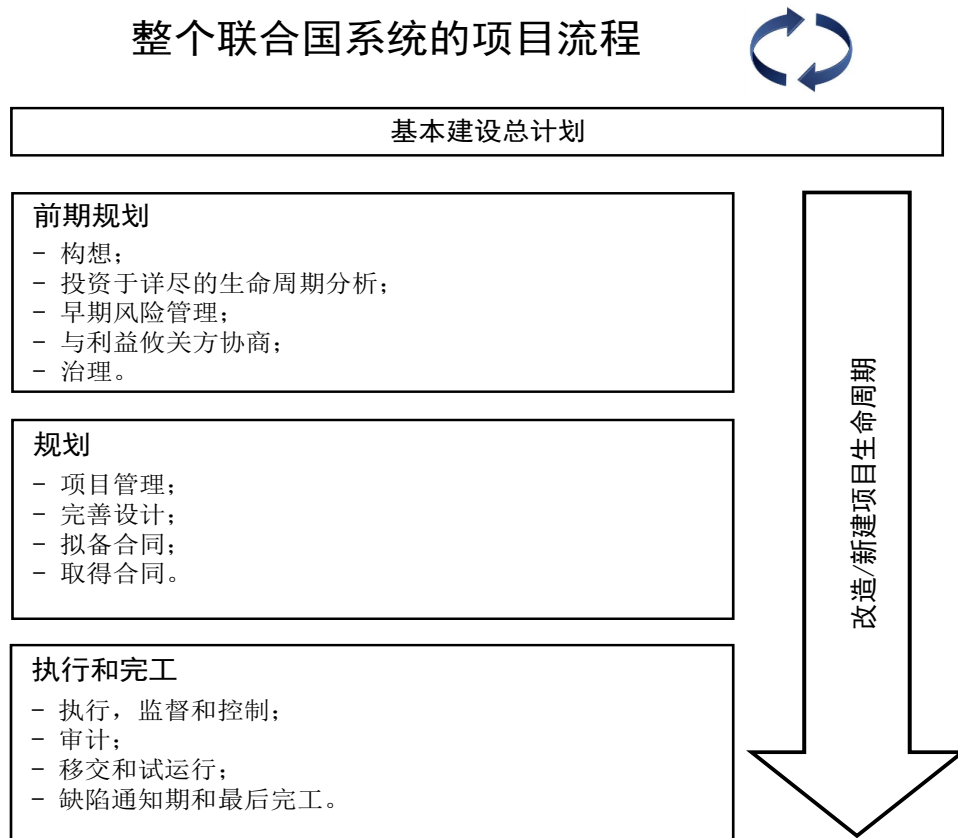 整个联合国系统的项目流程
基本建设总计划
前期规划
- 构想；
- 投资于详尽的生命周期分析；
- 早期风险管理；
- 与利益攸关方协商；
- 治理。
规划
- 项目管理；
- 完善设计；
- 拟备合同；
- 取得合同。
执行和完工
- 执行，监督和控制；
- 审计；
- 移交和试运行；
- 缺陷通知期和最后完工。
改造/新建项目生命周期